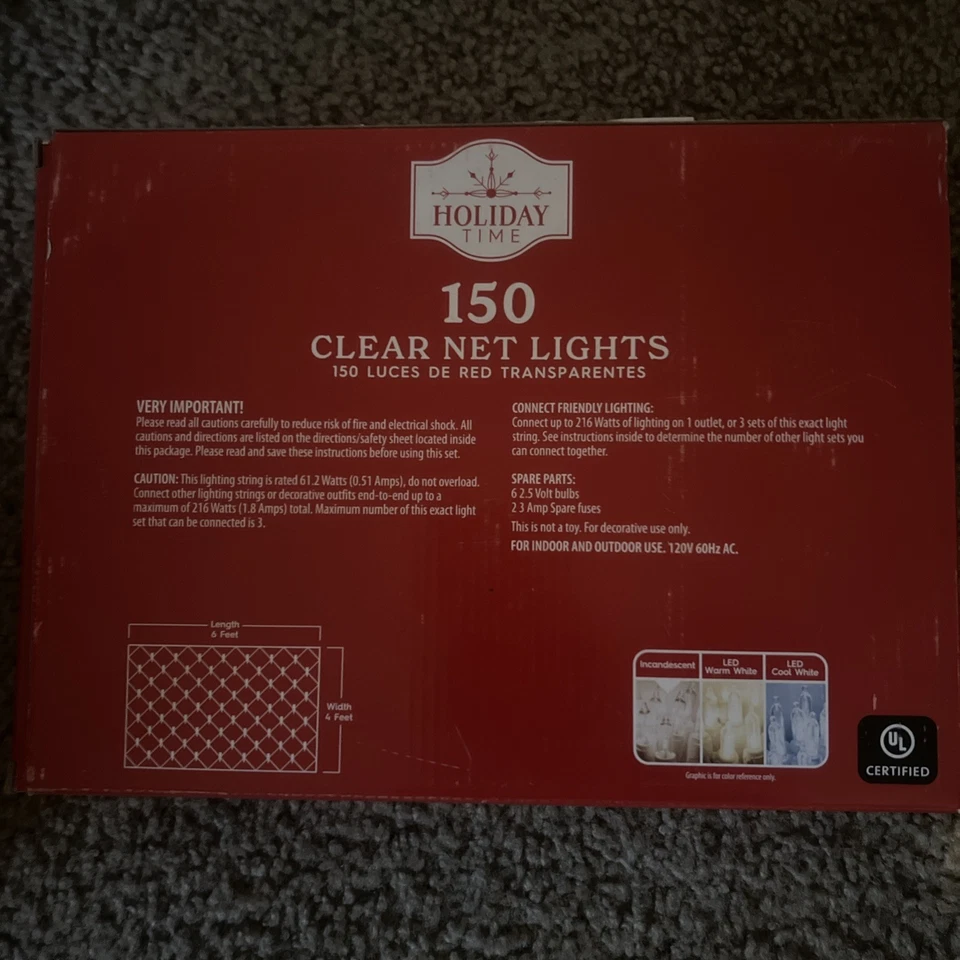 HOLIDAY
TIME
150
CLEAR NET LIGHTS
150 LUCES DE RED TRANSPARENTES
VERY IMPORTANT!
Please read all cautions carefully to reduce risk of fire and electrical shock. All
cautions and directions are listed on the directions/safety sheet located inside
this package. Please read and save these instructions before using this set.
CAUTION: This lighting string is rated 61.2 Watts (0.51 Amps), do not overload.
Connect other lighting strings or decorative outfits end-to-end up to a
maximum of 216 Watts (1.8 Amps) total. Maximum number of this exact light
set that can be connected is 3.
CONNECT FRIENDLY LIGHTING:
Connect up to 216 Watts of lighting on 1 outlet, or 3 sets of this exact light
string. See instructions inside to determine the number of other light sets you
can connect together.
SPARE PARTS:
6 2.5 Volt bulbs
2 3 Amp Spare fuses
This is not a toy. For decorative use only.
FOR INDOOR AND OUTDOOR USE. 120V 60Hz AC.
Length
6 Feet
Width
4 Feet
Incandescent
LED
Warm White
LED
Cool White
Graphic is for color reference only.
UL
CERTIFIED